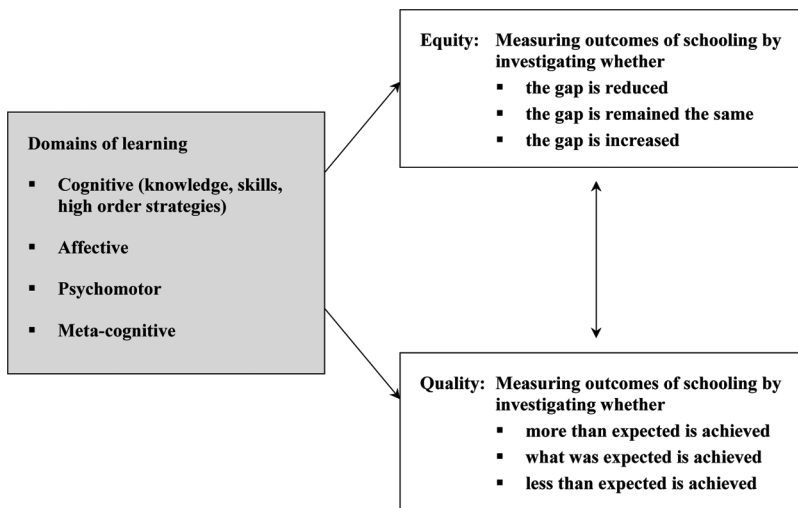 Domains of learning
▪ Cognitive (knowledge, skills,
high order strategies)
▪ Affective
▪ Psychomotor
▪ Meta-cognitive
Equity: Measuring outcomes of schooling by
investigating whether
▪ the gap is reduced
▪ the gap is remained the same
▪ the gap is increased
Quality: Measuring outcomes of schooling by
investigating whether
▪ more than expected is achieved
▪ what was expected is achieved
▪ less than expected is achieved